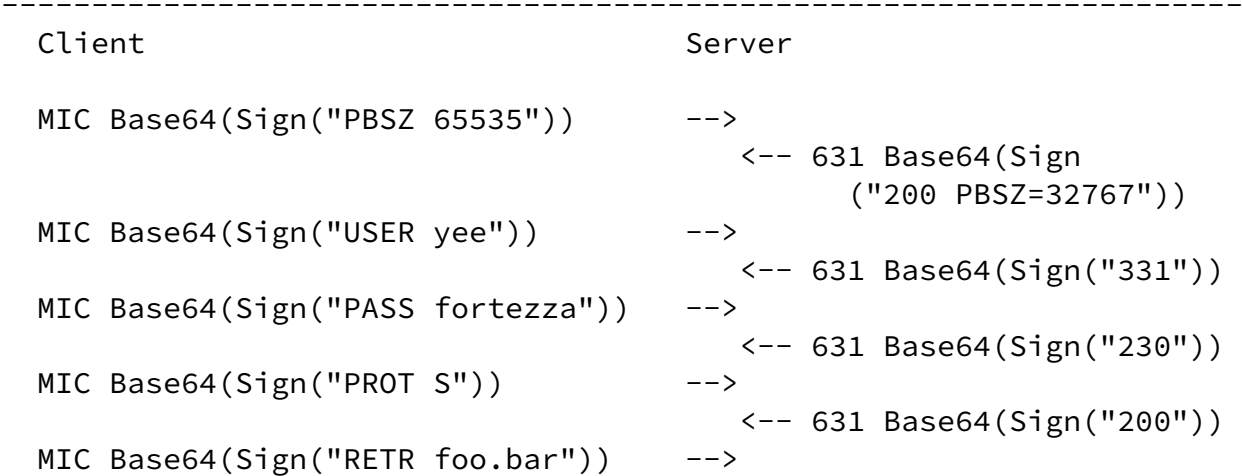 ---------------------------------------------------------------------
Client                              Server
MIC Base64(Sign("PBSZ 65535"))      -->
<-- 631 Base64(Sign
("200 PBSZ=32767"))
MIC Base64(Sign("USER yee"))        -->
<-- 631 Base64(Sign("331"))
MIC Base64(Sign("PASS fortezza"))   -->
<-- 631 Base64(Sign("230"))
MIC Base64(Sign("PROT S"))          -->
<-- 631 Base64(Sign("200"))
MIC Base64(Sign("RETR foo.bar"))    -->